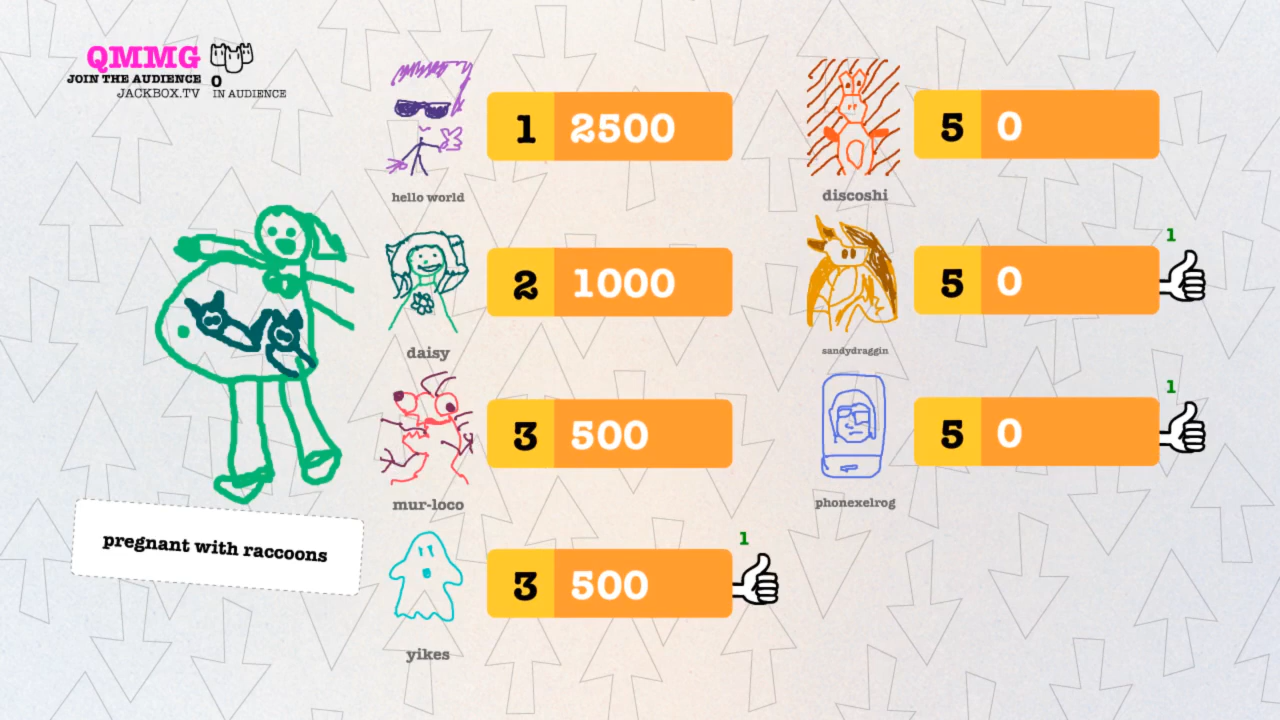 QMMG
JOIN THE AUDIENCE
JACKBOX.TV
0
IN AUDIENCE
pregnant with raccoons
1 2500
hello world
2 1000
daisy
3 500
mur-loco
3 500
1
yikes
5 0
discoshi
5 0
1
sandydraggin
5 0
1
phonexelrog